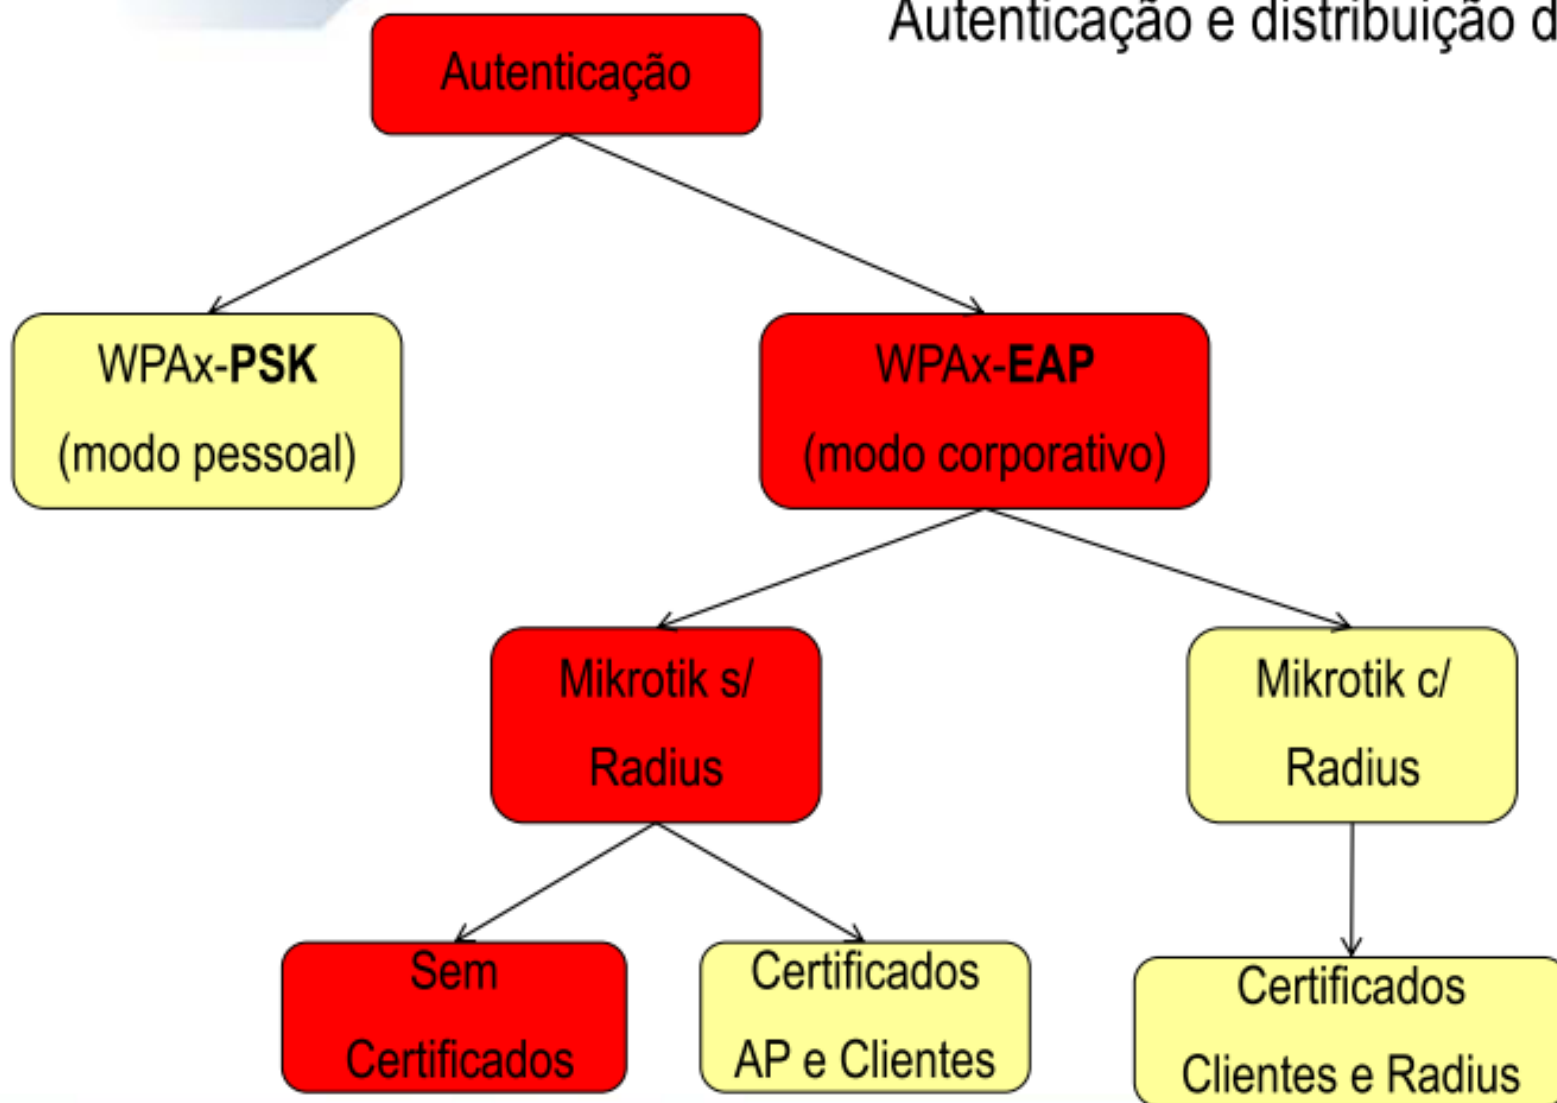 Autenticação e distribuição d
Autenticação
WPAx-PSK
(modo pessoal)
WPAx-EAP
(modo corporativo)
Mikrotik s/
Radius
Mikrotik c/
Radius
Sem
Certificados
Certificados
AP e Clientes
Certificados
Clientes e Radius